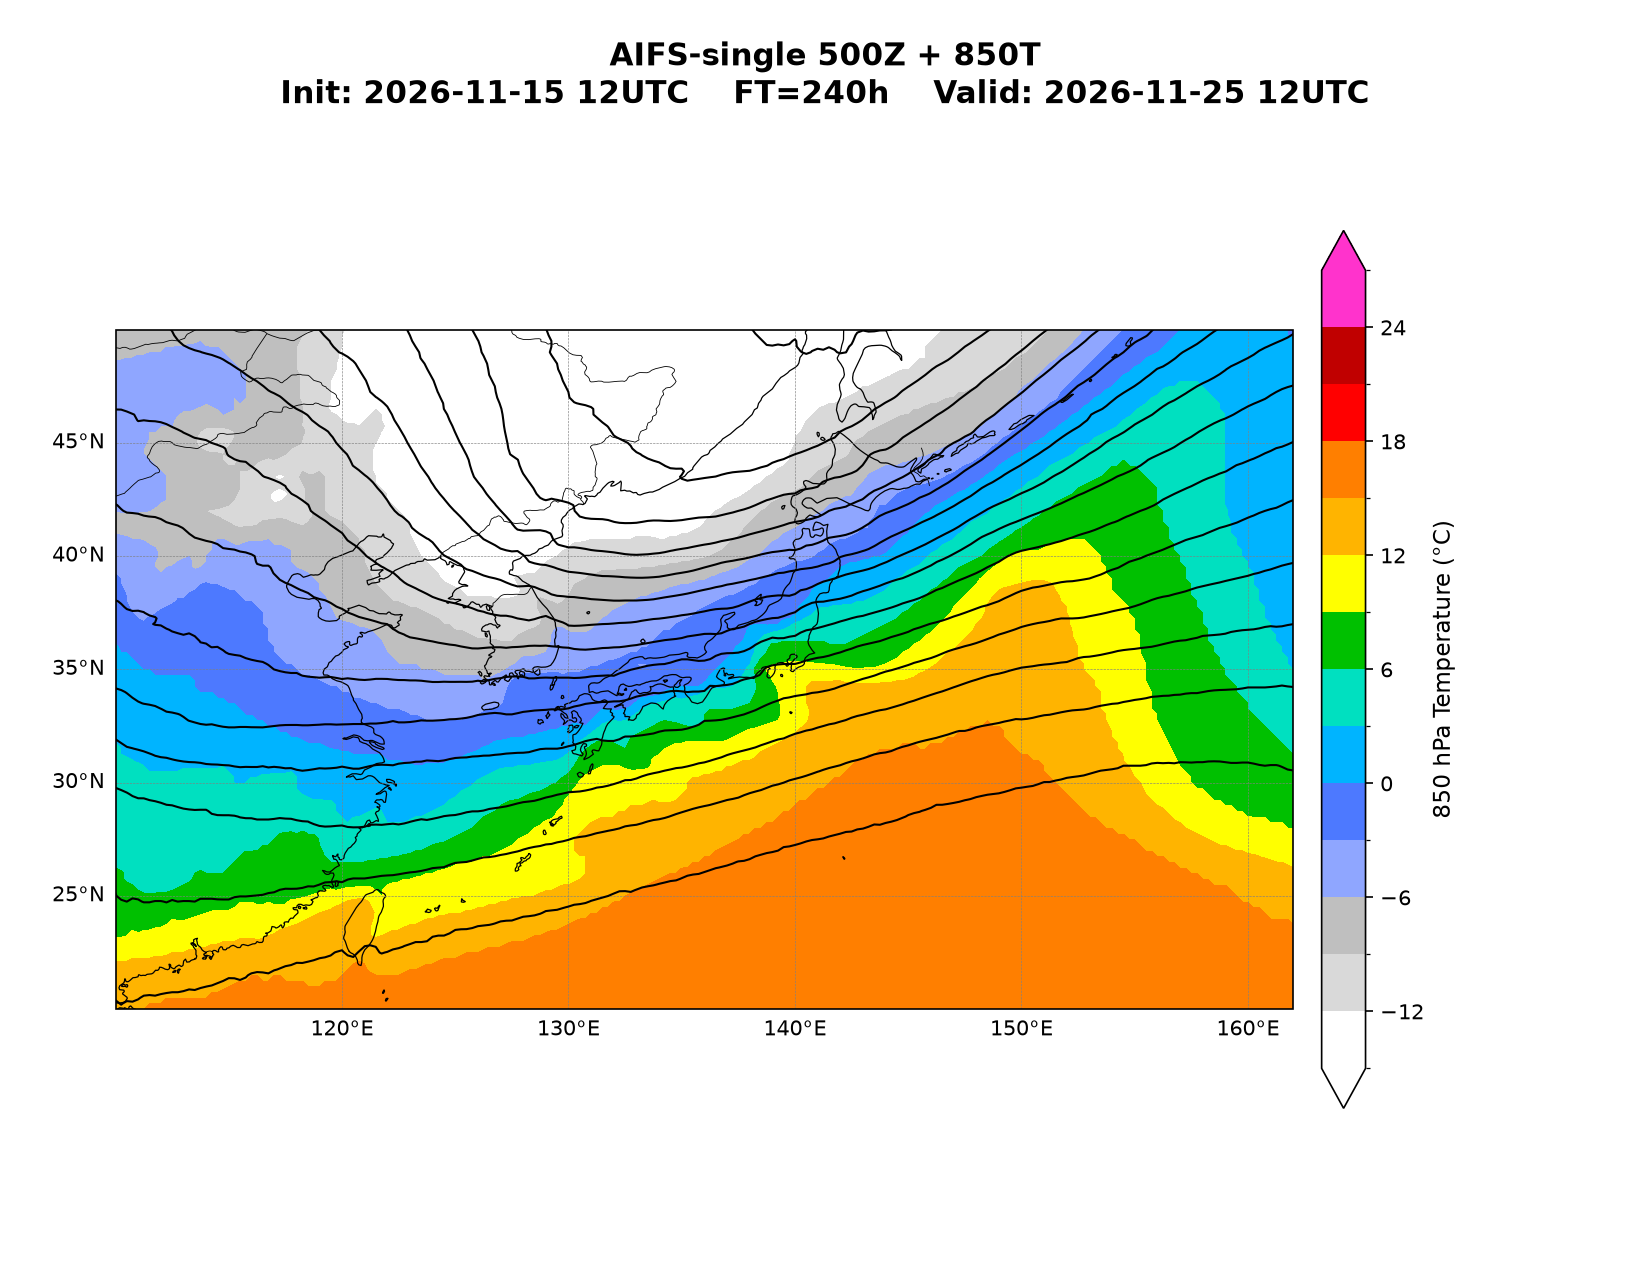 AIFS-single 500Z + 850T
Init: 2026-11-15 12UTC    FT=240h    Valid: 2026-11-25 12UTC
45°N
40°N
35°N
30°N
25°N
120°E
130°E
140°E
150°E
160°E
24
18
12
6
0
−6
−12
850 hPa Temperature (°C)